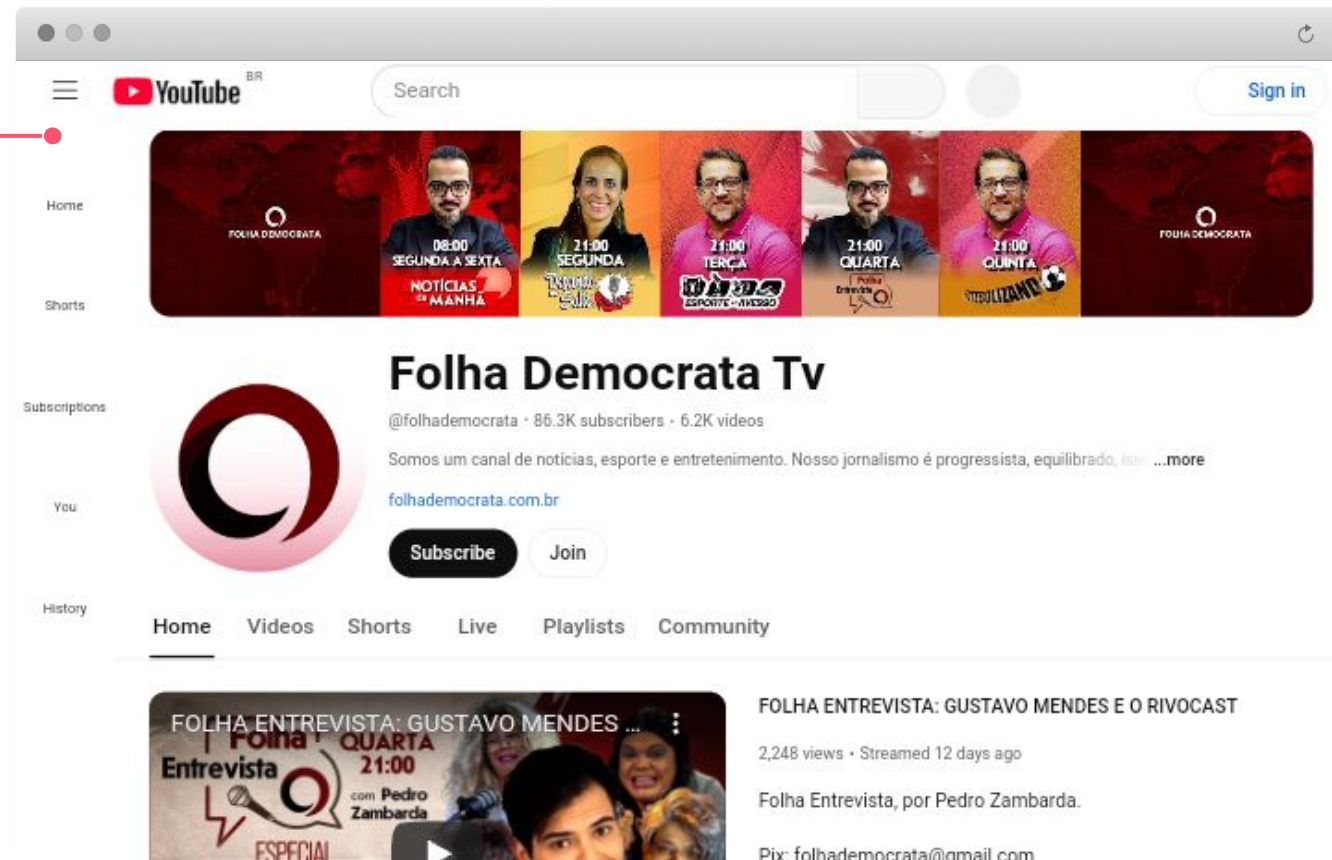 BR
YouTube
Search
Sign in
Home
Shorts
Subscriptions
You
History
FOLHA DEMOCRATA
08:00
SEGUNDA A SEXTA
NOTÍCIAS
da MANHÃ
21:00
SEGUNDA
21:00
TERÇA
ESPORTE AO AVESSO
21:00
QUARTA
Folha
Entrevista
21:00
QUINTA
FOLHA DEMOCRATA
Folha Democrata Tv
@folhademocrata • 86.3K subscribers • 6.2K videos
Somos um canal de noticias, esporte e entretenimento. Nosso jornalismo é progressista, equilibrado, ...more
folhademocrata.com.br
Subscribe
Join
Home Videos Shorts Live Playlists Community
FOLHA ENTREVISTA: GUSTAVO MENDES ...
Folha
Entrevista
QUARTA
21:00
com Pedro
Zambarda
ESPECIAL
FOLHA ENTREVISTA: GUSTAVO MENDES E O RIVOCAST
2,248 views • Streamed 12 days ago
Folha Entrevista, por Pedro Zambarda.
Pix: folhademocrata@gmail.com